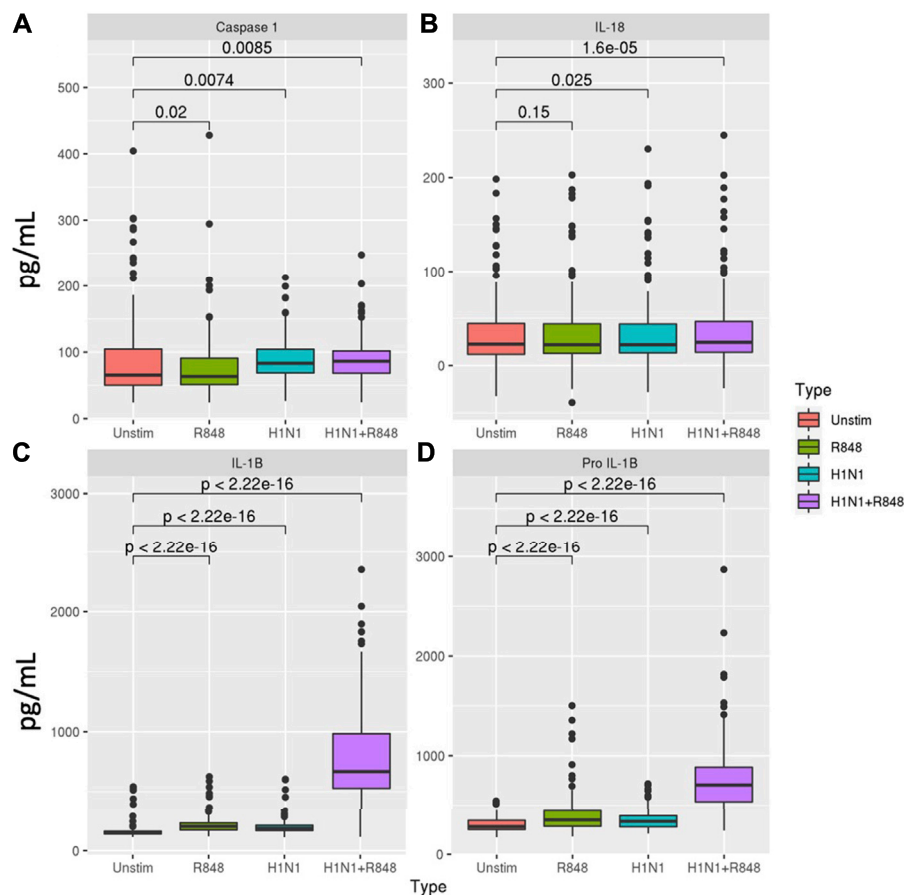 A
Caspase 1
0.0085
0.0074
0.02
500
400
300
200
100
0
pg/mL
Unstim R848 H1N1 H1N1+R848
B
IL-18
1.6e-05
0.025
0.15
300
200
100
0
Unstim R848 H1N1 H1N1+R848
Type
Unstim
R848
H1N1
H1N1+R848
C
IL-1B
p < 2.22e-16
p < 2.22e-16
p < 2.22e-16
3000
2000
1000
0
pg/mL
Unstim R848 H1N1 H1N1+R848
D
Pro IL-1B
p < 2.22e-16
p < 2.22e-16
p < 2.22e-16
3000
2000
1000
0
Unstim R848 H1N1 H1N1+R848
Type